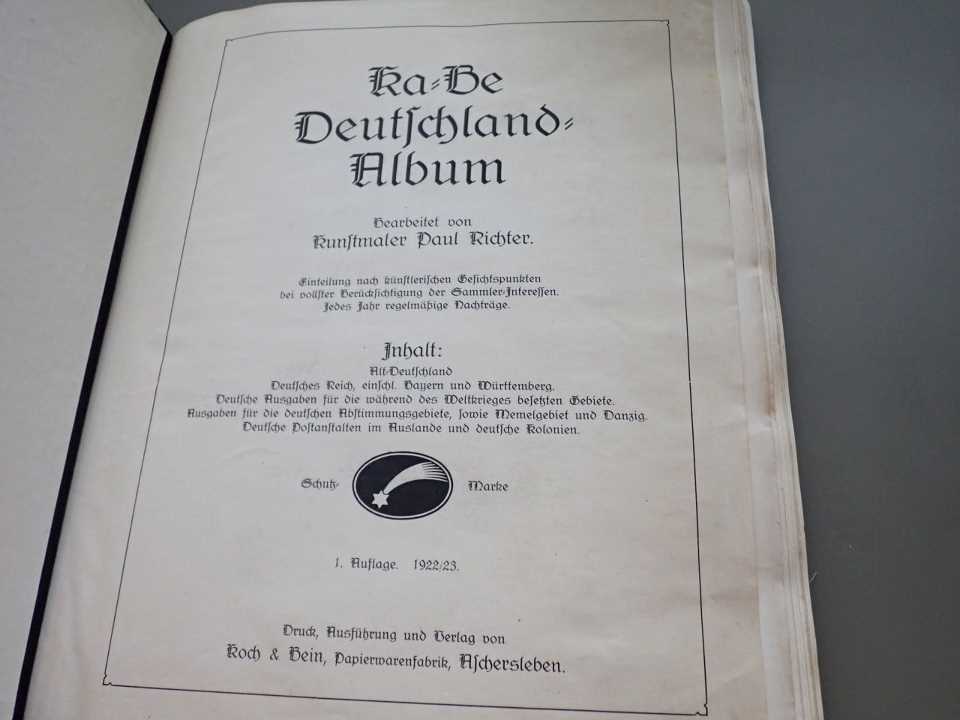 Ka-Be
Deutſchland-
Album
Bearbeitet von
Kunſtmaler Paul Richter.
Einteilung nach künſtleriſchen Geſichtspunkten
bei vollſter Berückſichtigung der Sammler-Intereſſen.
Jedes Jahr regelmäßige Nachträge.
Inhalt:
Alt-Deutſchland
Deutſches Reich, einſchl. Bayern und Württemberg.
Deutſche Ausgaben für die während des Weltkrieges beſetzten Gebiete.
Ausgaben für die deutſchen Abſtimmungsgebiete, ſowie Memelgebiet und Danzig.
Deutſche Poſtanſtalten im Auslande und deutſche Kolonien.
Schutz- Marke
1. Auflage. 1922/23.
Druck, Ausführung und Verlag von
Koch & Bein, Papierwarenfabrik, Aſchersleben.